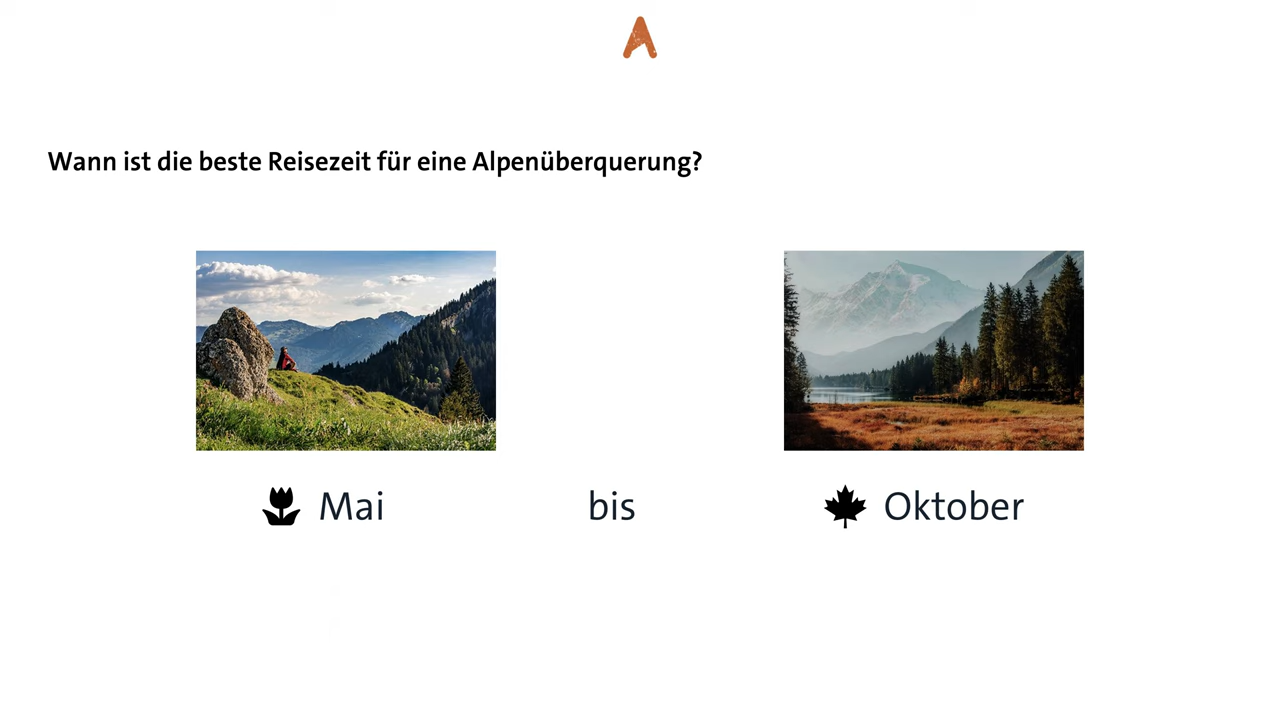 Wann ist die beste Reisezeit für eine Alpenüberquerung?
Mai bis Oktober